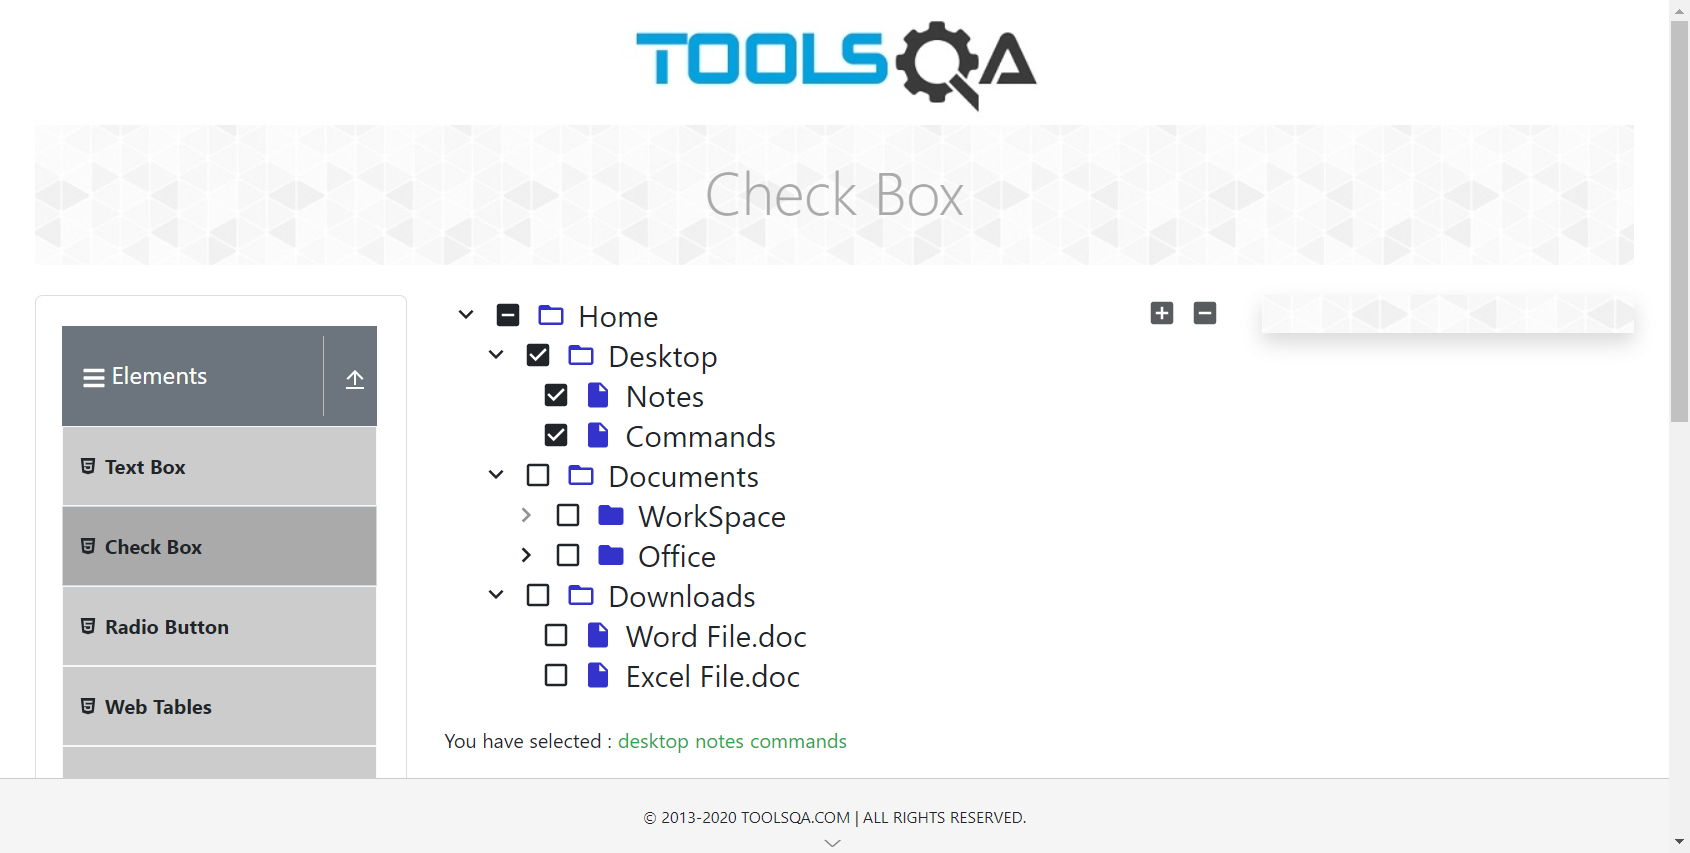 TOOLSQA
Check Box
Elements
Text Box
Check Box
Radio Button
Web Tables
Home
Desktop
Notes
Commands
Documents
WorkSpace
Office
Downloads
Word File.doc
Excel File.doc
You have selected : desktop notes commands
© 2013-2020 TOOLSQA.COM | ALL RIGHTS RESERVED.